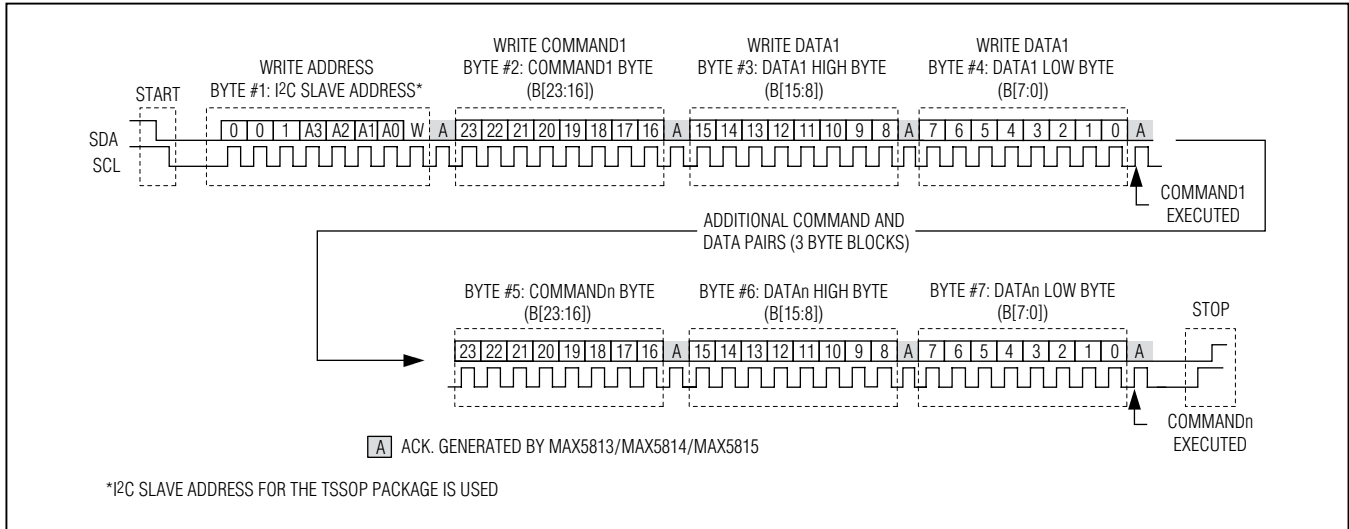 WRITE ADDRESS
BYTE #1: I2C SLAVE ADDRESS*
WRITE COMMAND1
BYTE #2: COMMAND1 BYTE
(B[23:16])
WRITE DATA1
BYTE #3: DATA1 HIGH BYTE
(B[15:8])
WRITE DATA1
BYTE #4: DATA1 LOW BYTE
(B[7:0])
START
SDA
SCL
0 0 1 A3 A2 A1 A0 W A 23 22 21 20 19 18 17 16 A 15 14 13 12 11 10 9 8 A 7 6 5 4 3 2 1 0 A
COMMAND1
EXECUTED
ADDITIONAL COMMAND AND
DATA PAIRS (3 BYTE BLOCKS)
BYTE #5: COMMANDn BYTE
(B[23:16])
BYTE #6: DATAn HIGH BYTE
(B[15:8])
BYTE #7: DATAn LOW BYTE
(B[7:0])
STOP
23 22 21 20 19 18 17 16 A 15 14 13 12 11 10 9 8 A 7 6 5 4 3 2 1 0 A
COMMANDn
EXECUTED
A ACK. GENERATED BY MAX5813/MAX5814/MAX5815
*I2C SLAVE ADDRESS FOR THE TSSOP PACKAGE IS USED